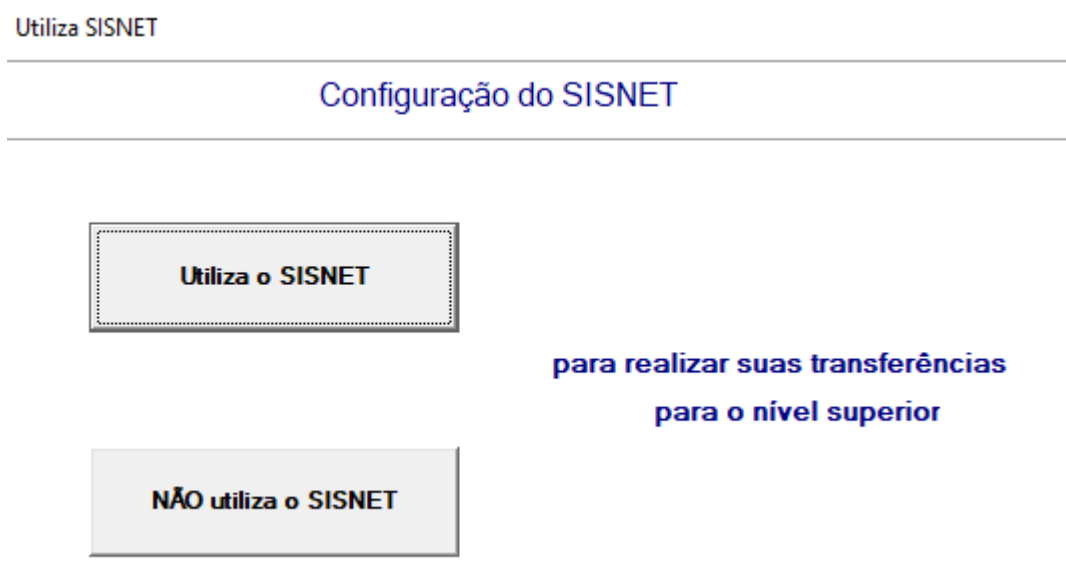 Utiliza SISNET
Configuração do SISNET
Utiliza o SISNET
para realizar suas transferências
para o nível superior
NÃO utiliza o SISNET